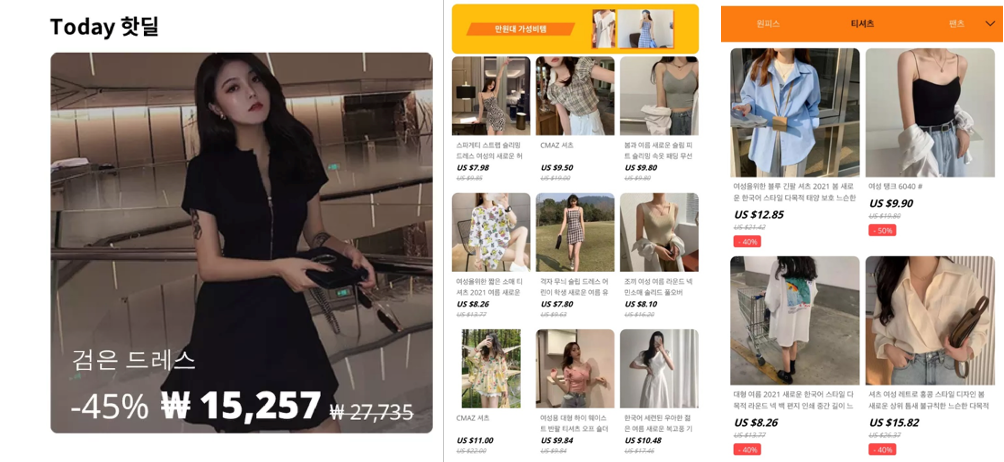 Today 핫딜
검은 드레스
-45% ₩ 15,257 ₩ 27,735
만원대 가성비템
스파게티 스트랩 슬리밍
드레스 여성의 새로운 허
US $7.98
US $9.85
CMAZ 셔츠
US $9.50
US $19.00
봄과 여름 새로운 슬림 피
트 슬리밍 속옷 패딩 무선
US $9.80
US $9.80
여성을위한 짧은 소매 티
셔츠 2021 여름 새로운
US $8.26
US $13.77
격자 무늬 슬립 드레스 여
린이 학생 새로운 여름 유
US $7.80
US $9.63
조끼 여성 여름 라운드 넥
민소매 슬리드 풀오버
US $8.10
US $16.20
CMAZ 셔츠
US $11.00
US $22.00
여성용 대형 하이 웨이스
트 반팔 티셔츠 오프 숄더
US $9.84
US $9.84
한국어 세련된 우아한 젊
은 여름 새로운 복고풍 기
US $10.48
US $17.46
원피스 티셔츠 팬츠
여성을위한 블루 긴팔 셔츠 2021 봄 새로
운 한국어 스타일 다목적 태양 보호 느슨한
US $12.85
US $21.42
- 40%
여성 탱크 6040 #
US $9.90
US $19.80
- 50%
대형 여름 2021 새로운 한국어 스타일 다
목적 라운드 넥 백 편지 인쇄 중간 길이 느
US $8.26
US $13.77
- 40%
셔츠 여성 레트로 홍콩 스타일 디자인 봄
새로운 상위 틈새 불규칙한 느슨한 다목적
US $15.82
US $26.37
- 40%